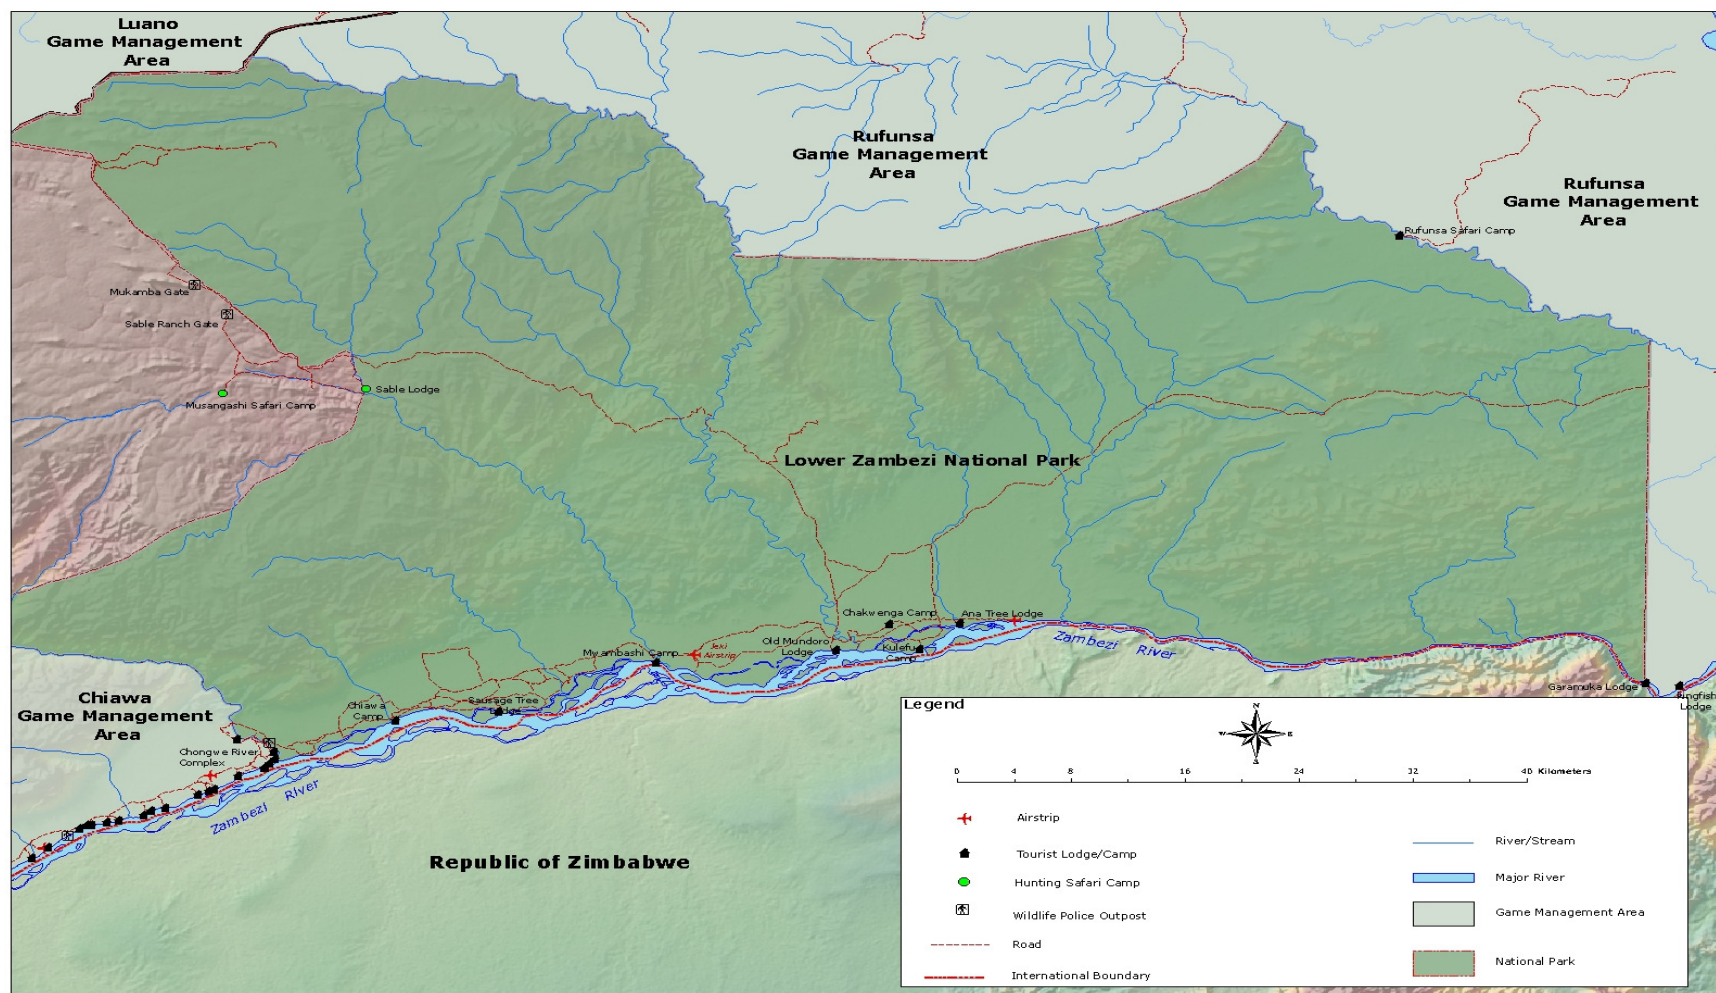 Luano
Game Management
Area
Rufunsa
Game Management
Area
Rufunsa
Game Management
Area
Rufunsa Safari Camp
Mukamba Gate
Sable Ranch Gate
Sable Lodge
Musangashi Safari Camp
Lower Zambezi National Park
Chakwenga Camp
Ana Tree Lodge
Old Mundoro
Lodge
Kulefu
Camp
Zambezi River
Mwambashi Camp
Jeki
Airstrip
Garamuka Lodge
Kingfish
Lodge
Sausage Tree
Lodge
Chiawa
Camp
Chiawa
Game Management
Area
Chongwe River
Complex
Zambezi River
Republic of Zimbabwe
Legend
N
W
E
S
0 4 8 16 24 32 40 Kilometers
Airstrip
Tourist Lodge/Camp
Hunting Safari Camp
Wildlife Police Outpost
Road
International Boundary
River/Stream
Major River
Game Management Area
National Park